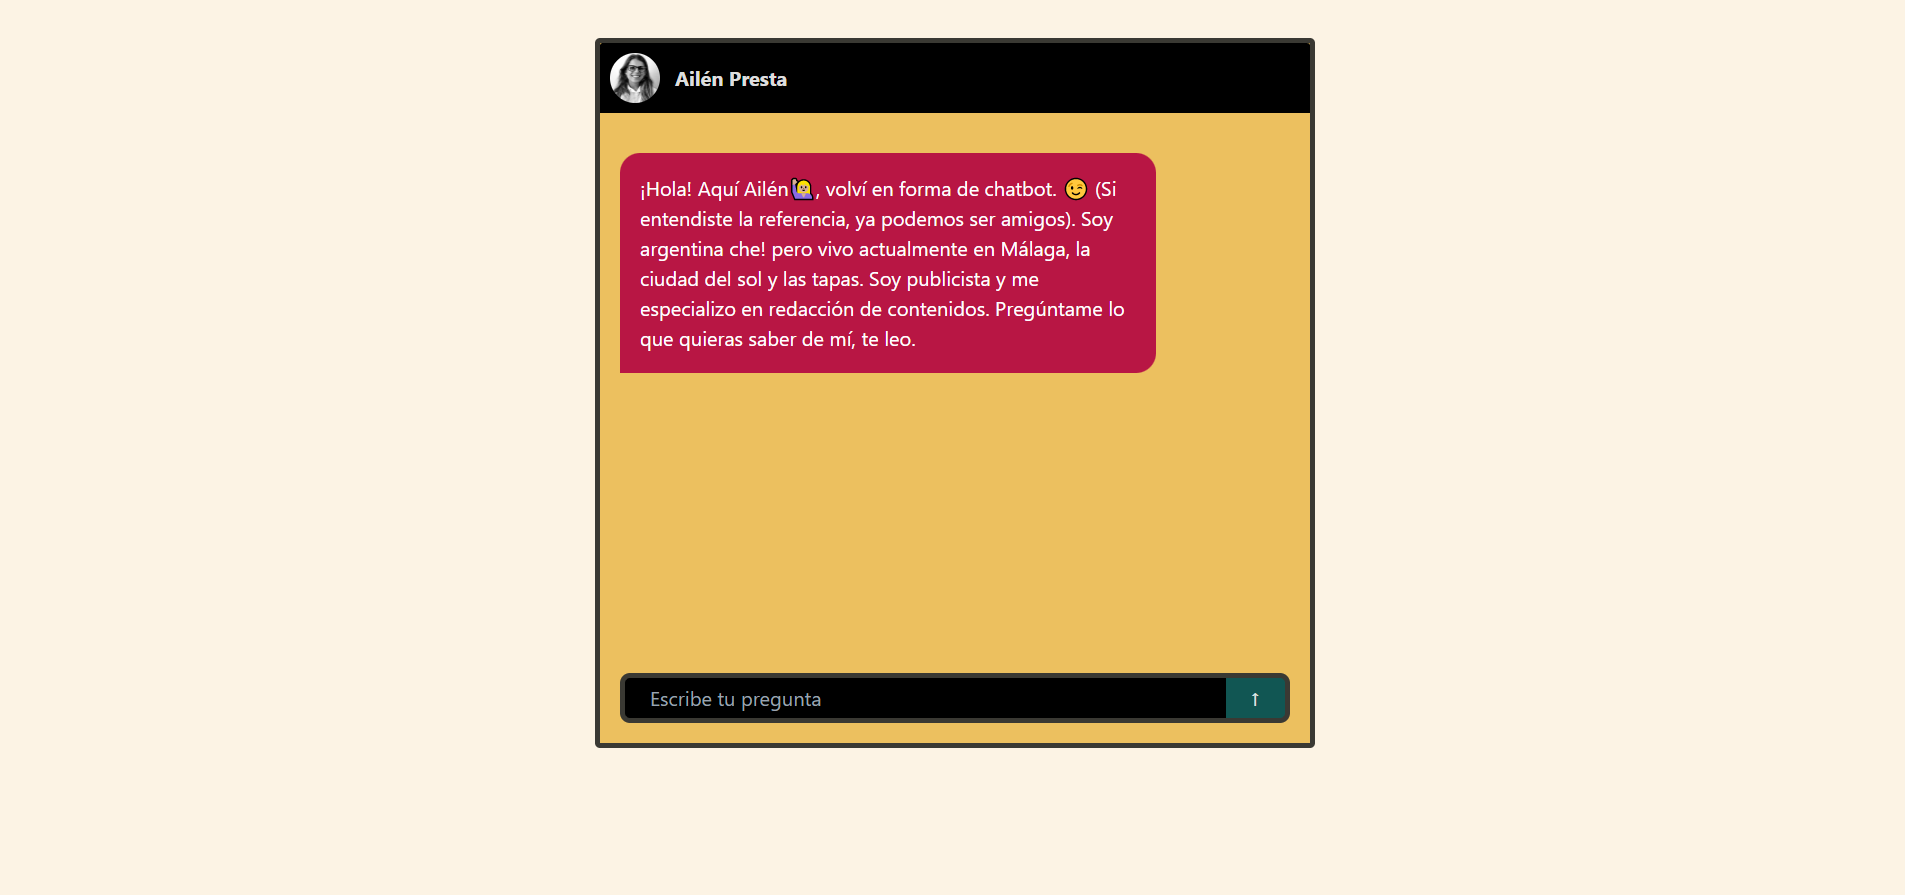 Ailén Presta
¡Hola! Aquí Ailén🙋‍♀️, volví en forma de chatbot. 😉 (Si
entendiste la referencia, ya podemos ser amigos). Soy
argentina che! pero vivo actualmente en Málaga, la
ciudad del sol y las tapas. Soy publicista y me
especializo en redacción de contenidos. Pregúntame lo
que quieras saber de mí, te leo.
Escribe tu pregunta ↑